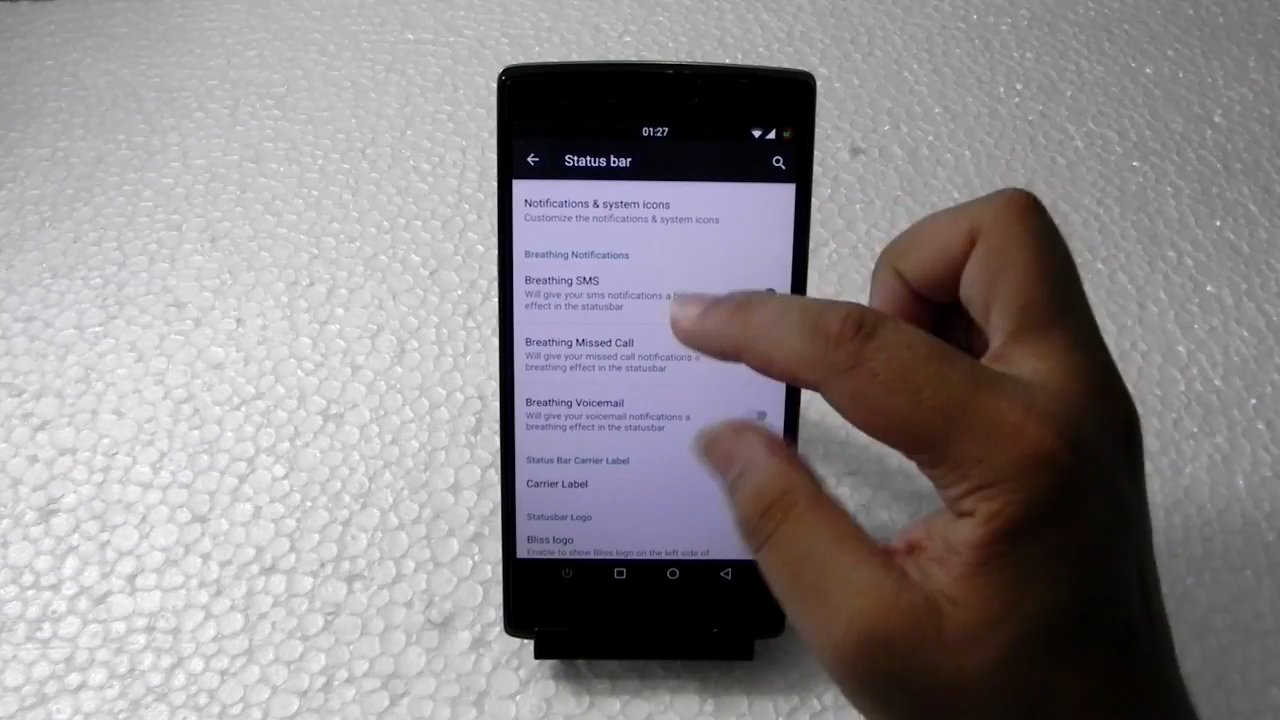 01:27
Status bar
Notifications & system icons
Customize the notifications & system icons
Breathing Notifications
Breathing SMS
Will give your sms notifications a
effect in the statusbar
Breathing Missed Call
Will give your missed call notifications a
breathing effect in the statusbar
Breathing Voicemail
Will give your voicemail notifications a
breathing effect in the statusbar
Status Bar Carrier Label
Carrier Label
Statusbar Logo
Bliss logo
Enable to show Bliss logo on the left side of